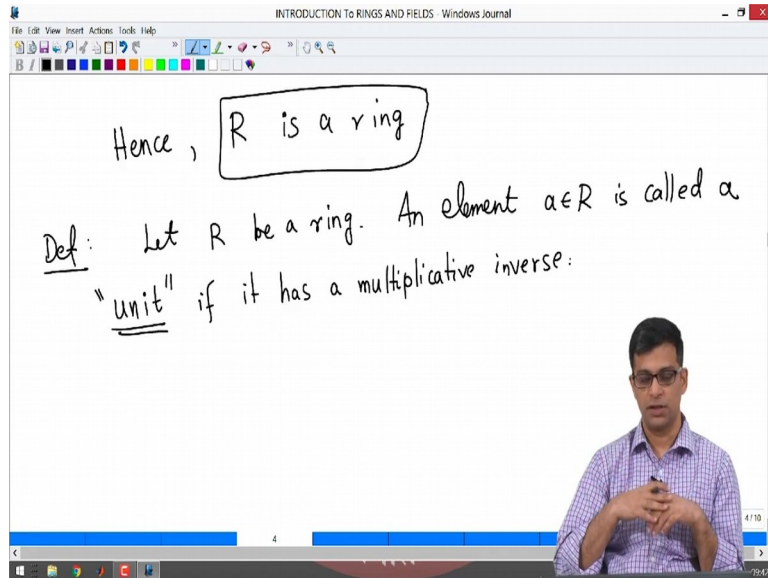 INTRODUCTION To RINGS AND FIELDS - Windows Journal
File Edit View Insert Actions Tools Help
B I
Hence, R is a ring
Def: Let R be a ring. An element a∈R is called a
"unit" if it has a multiplicative inverse:
4/10
4